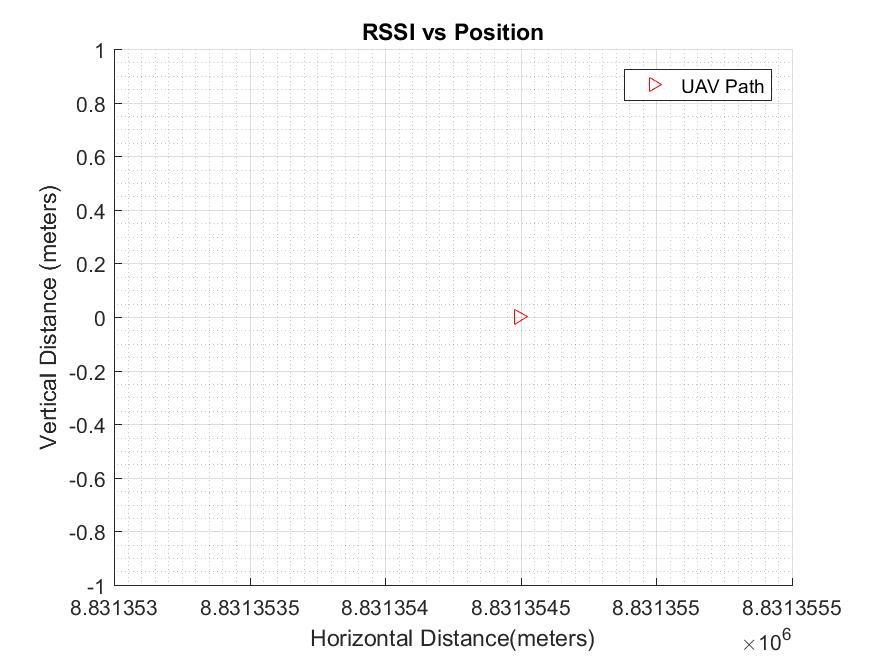 RSSI vs Position
UAV Path
Vertical Distance (meters)
1
0.8
0.6
0.4
0.2
0
-0.2
-0.4
-0.6
-0.8
-1
8.831353 8.8313535 8.831354 8.8313545 8.831355 8.8313555
Horizontal Distance(meters)
×10⁶